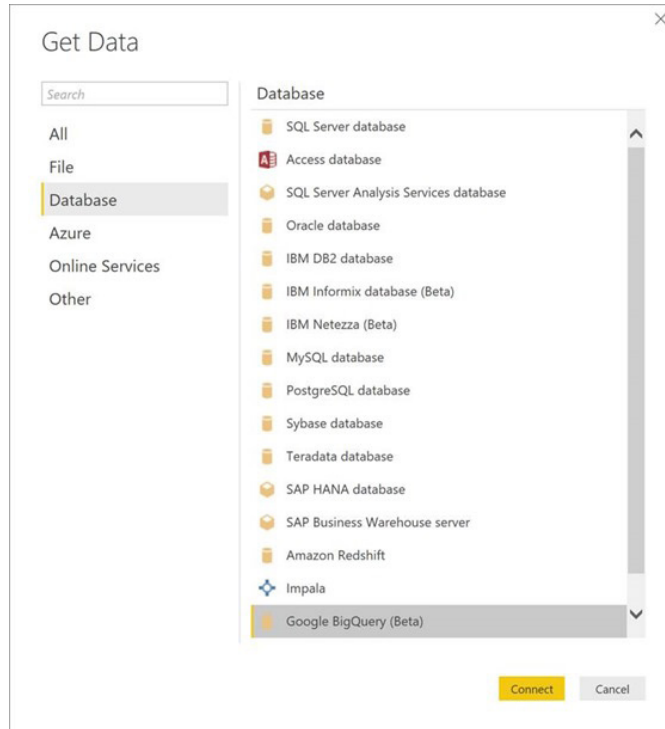 Get Data
Search
All
File
Database
Azure
Online Services
Other
Database
SQL Server database
A
Access database
SQL Server Analysis Services database
Oracle database
IBM DB2 database
IBM Informix database (Beta)
IBM Netezza (Beta)
MySQL database
PostgreSQL database
Sybase database
Teradata database
SAP HANA database
SAP Business Warehouse server
Amazon Redshift
Impala
Google BigQuery (Beta)
Connect
Cancel